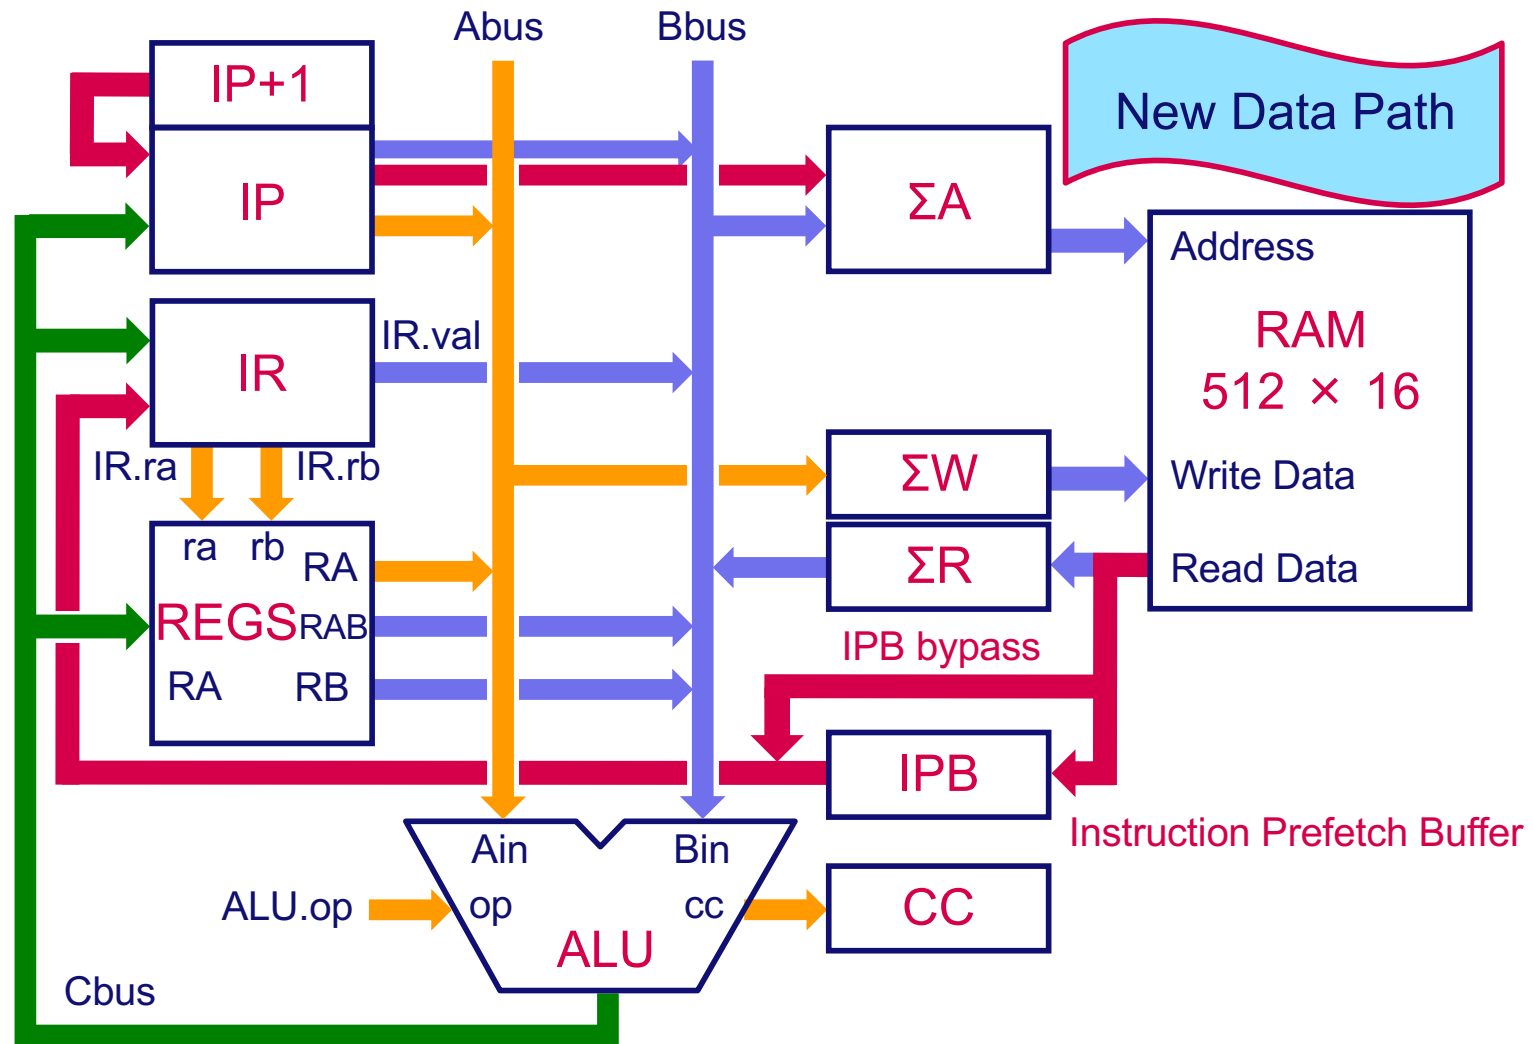 Abus
Bbus
IP+1
New Data Path
IP
ΣA
Address
IR.val
IR
RAM
512 × 16
IR.ra
IR.rb
ΣW
Write Data
ra
rb
RA
ΣR
Read Data
REGS
RAB
IPB bypass
RA
RB
IPB
Instruction Prefetch Buffer
Ain
Bin
ALU.op
op
cc
CC
ALU
Cbus